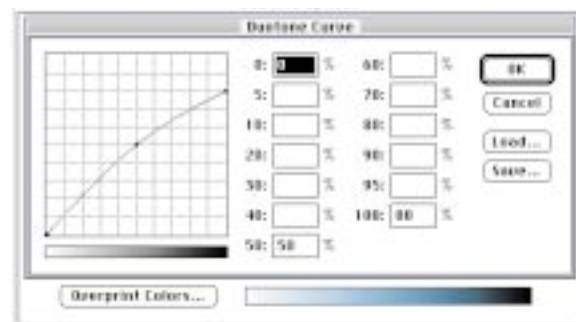 Duotone Curve
0: 0 %
5: %
10: %
20: %
30: %
40: %
50: 50 %
60: %
70: %
80: %
90: %
95: %
100: 80 %
OK
Cancel
Load...
Save...
Overprint Colors...